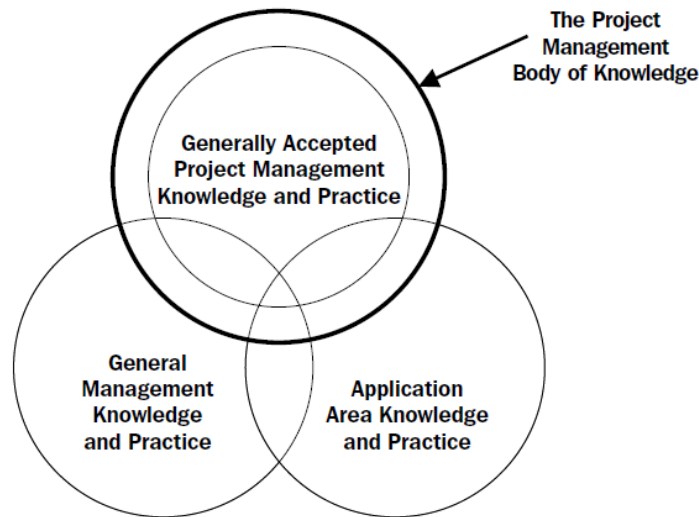 The Project
Management
Body of Knowledge
Generally Accepted
Project Management
Knowledge and Practice
General
Management
Knowledge
and Practice
Application
Area Knowledge
and Practice